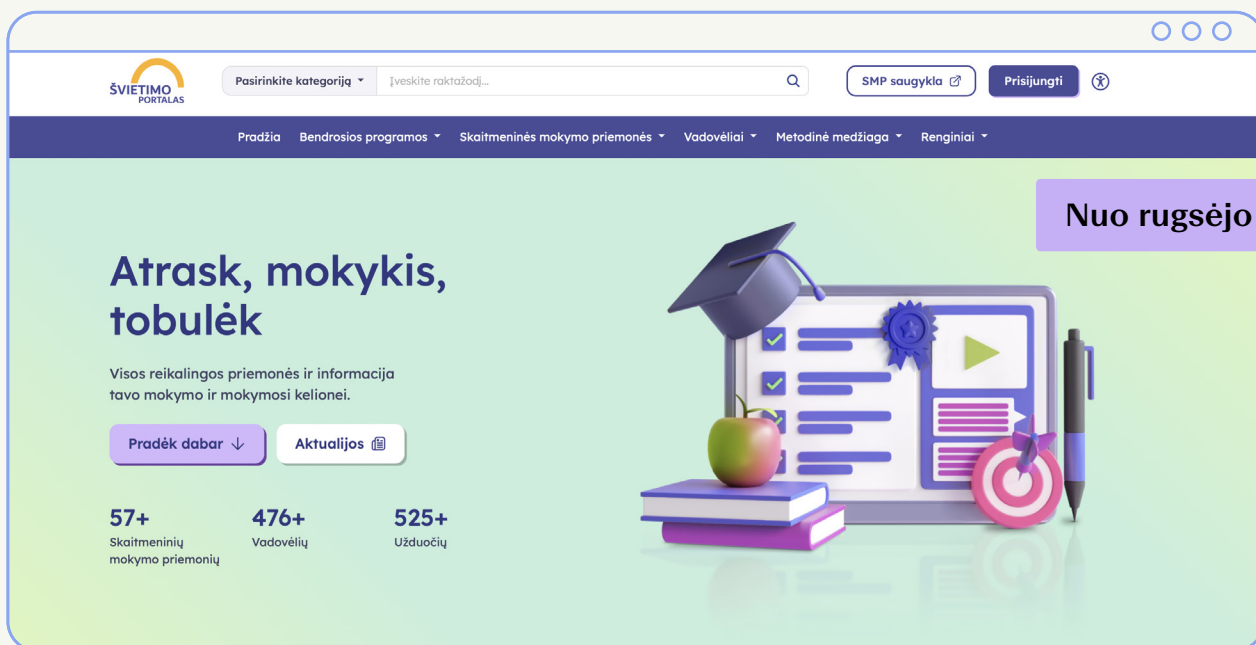 ŠVIETIMO
PORTALAS
Pasirinkite kategoriją
Įveskite raktažodį...
SMP saugykla
Prisijungti
Pradžia Bendrosios programos Skaitmeninės mokymo priemonės Vadovėliai Metodinė medžiaga Renginiai
Nuo rugsėjo
Atrask, mokykis,
tobulėk
Visos reikalingos priemonės ir informacija
tavo mokymo ir mokymosi kelionei.
Pradėk dabar
Aktualijos
57+ 476+ 525+
Skaitmeninių Vadovėlių Užduočių
mokymo priemonių